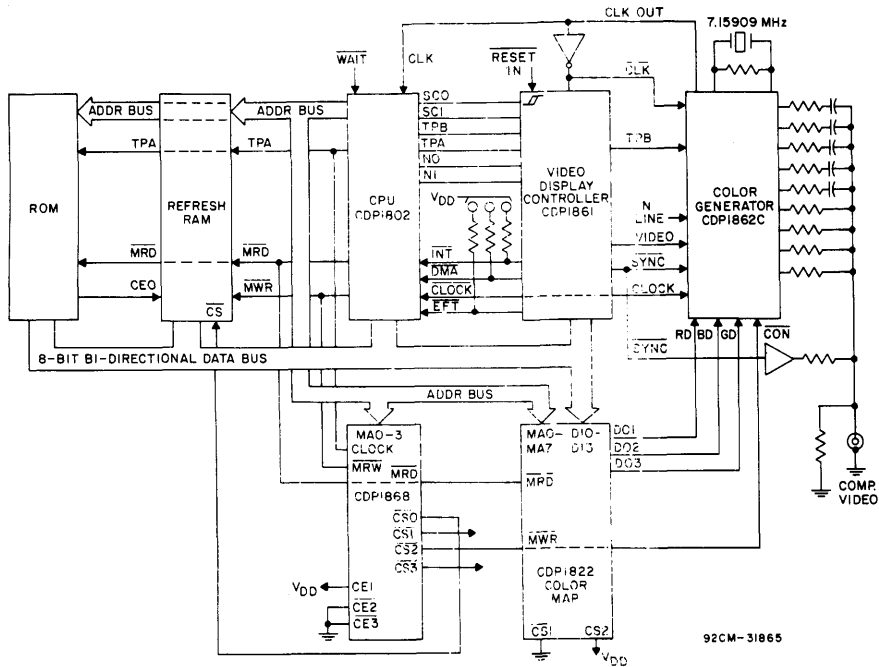 CLK OUT
7.15909 MHz
WAIT
CLK
RESET
IN
CLK
ADDR BUS
ADDR BUS
SC0
SC1
TPB
TPA
TPA
TPA
TPB
N0
N1
ROM
REFRESH
RAM
CPU
CDP1802
VDD
VIDEO
DISPLAY
CONTROLLER
CDP1861
N
LINE
COLOR
GENERATOR
CDP1862C
VIDEO
MRD
MRD
INT
SYNC
DMA
CEO
MWR
CLOCK
CLOCK
CS
EFT
RD BD GD
CON
8-BIT BI-DIRECTIONAL DATA BUS
SYNC
ADDR BUS
MA0-3
CLOCK
MA0-
MA7
DI0-
DI3
DO1
DO2
DO3
MRW
MRD
MRD
CDP1868
CS0
CS1
CS2
CS3
MWR
CDP1822
COLOR
MAP
COMP.
VIDEO
VDD
CE1
CE2
CE3
CS1
CS2
VDD
92CM-31865